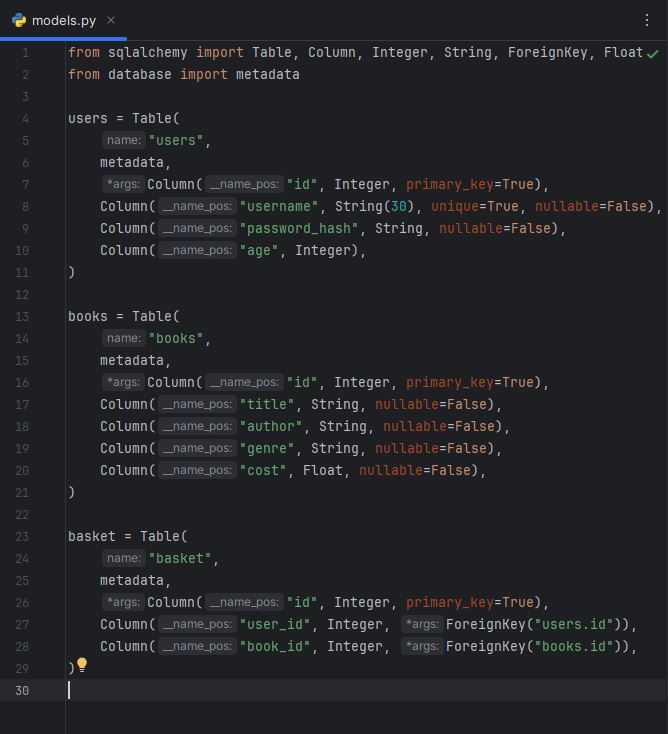 models.py
1 from sqlalchemy import Table, Column, Integer, String, ForeignKey, Float
2 from database import metadata
3
4 users = Table(
5     name: "users",
6     metadata,
7     *args: Column(__name_pos: "id", Integer, primary_key=True),
8     Column(__name_pos: "username", String(30), unique=True, nullable=False),
9     Column(__name_pos: "password_hash", String, nullable=False),
10     Column(__name_pos: "age", Integer),
11 )
12
13 books = Table(
14     name: "books",
15     metadata,
16     *args: Column(__name_pos: "id", Integer, primary_key=True),
17     Column(__name_pos: "title", String, nullable=False),
18     Column(__name_pos: "author", String, nullable=False),
19     Column(__name_pos: "genre", String, nullable=False),
20     Column(__name_pos: "cost", Float, nullable=False),
21 )
22
23 basket = Table(
24     name: "basket",
25     metadata,
26     *args: Column(__name_pos: "id", Integer, primary_key=True),
27     Column(__name_pos: "user_id", Integer, *args: ForeignKey("users.id")),
28     Column(__name_pos: "book_id", Integer, *args: ForeignKey("books.id")),
29 )
30